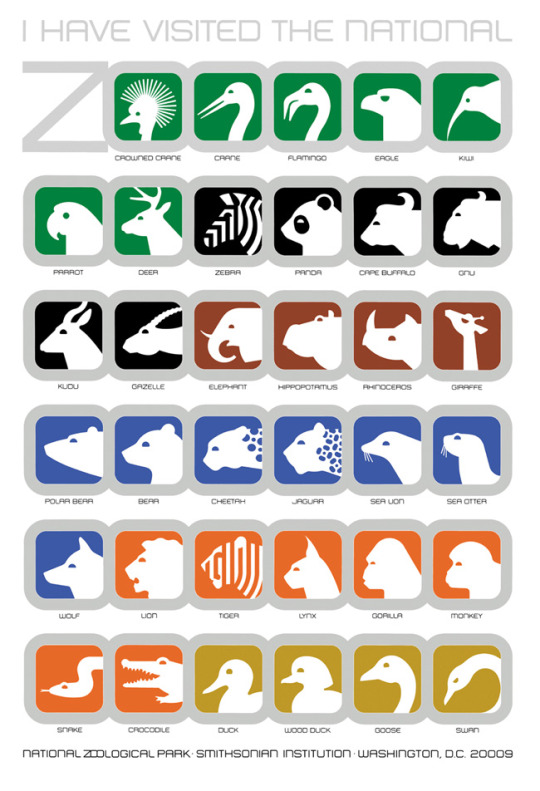 I HAVE VISITED THE NATIONAL
ZOO
CROWNED CRANE CRANE FLAMINGO EAGLE KIWI
PARROT DEER ZEBRA PANDA CAPE BUFFALO GNU
KUDU GAZELLE ELEPHANT HIPPOPOTAMUS RHINOCEROS GIRAFFE
POLAR BEAR BEAR CHEETAH JAGUAR SEA LION SEA OTTER
WOLF LION TIGER LYNX GORILLA MONKEY
SNAKE CROCODILE DUCK WOOD DUCK GOOSE SWAN
NATIONAL ZOOLOGICAL PARK · SMITHSONIAN INSTITUTION · WASHINGTON, D.C. 20009